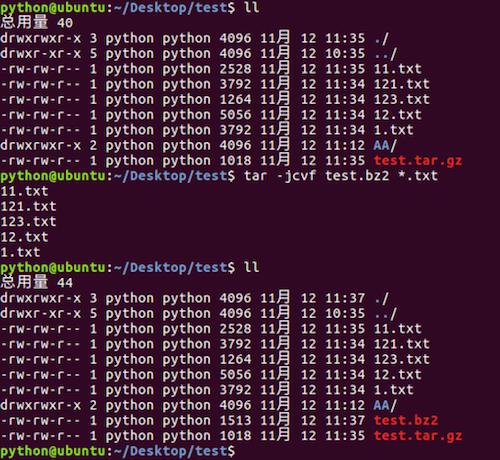 python@ubuntu:~/Desktop/test$ ll
总用量 40
drwxrwxr-x 3 python python 4096 11月 12 11:35 ./
drwxr-xr-x 5 python python 4096 11月 12 10:35 ../
-rw-rw-r-- 1 python python 2528 11月 12 11:35 11.txt
-rw-rw-r-- 1 python python 3792 11月 12 11:34 121.txt
-rw-rw-r-- 1 python python 1264 11月 12 11:34 123.txt
-rw-rw-r-- 1 python python 5056 11月 12 11:34 12.txt
-rw-rw-r-- 1 python python 3792 11月 12 11:34 1.txt
drwxrwxr-x 2 python python 4096 11月 12 11:12 AA/
-rw-rw-r-- 1 python python 1018 11月 12 11:35 test.tar.gz
python@ubuntu:~/Desktop/test$ tar -jcvf test.bz2 *.txt
11.txt
121.txt
123.txt
12.txt
1.txt
python@ubuntu:~/Desktop/test$ ll
总用量 44
drwxrwxr-x 3 python python 4096 11月 12 11:37 ./
drwxr-xr-x 5 python python 4096 11月 12 10:35 ../
-rw-rw-r-- 1 python python 2528 11月 12 11:35 11.txt
-rw-rw-r-- 1 python python 3792 11月 12 11:34 121.txt
-rw-rw-r-- 1 python python 1264 11月 12 11:34 123.txt
-rw-rw-r-- 1 python python 5056 11月 12 11:34 12.txt
-rw-rw-r-- 1 python python 3792 11月 12 11:34 1.txt
drwxrwxr-x 2 python python 4096 11月 12 11:12 AA/
-rw-rw-r-- 1 python python 1513 11月 12 11:37 test.bz2
-rw-rw-r-- 1 python python 1018 11月 12 11:35 test.tar.gz
python@ubuntu:~/Desktop/test$